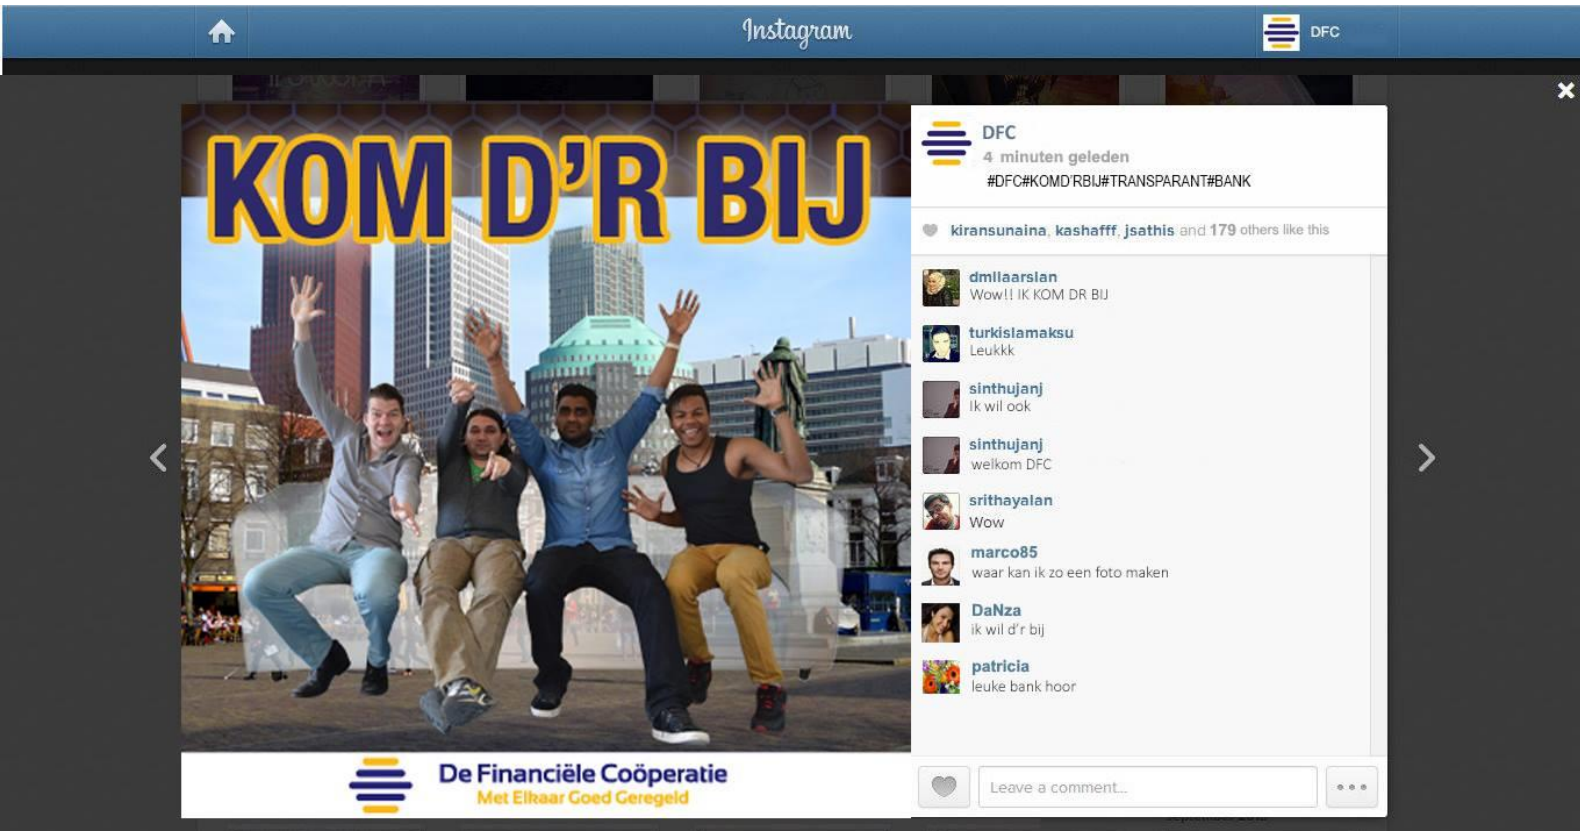 Instagram
DFC
KOM D'R BIJ
De Financiële Coöperatie
Met Elkaar Goed Geregeld
DFC
4 minuten geleden
#DFC#KOMD'RBIJ#TRANSPARANT#BANK
kiransunaina, kashafff, jsathis and 179 others like this
dmllaarslan
Wow!! IK KOM DR BIJ
turkislamaksu
Leukkk
sinthujanj
Ik wil ook
sinthujanj
welkom DFC
srithayalan
Wow
marco85
waar kan ik zo een foto maken
DaNza
ik wil d'r bij
patricia
leuke bank hoor
Leave a comment...